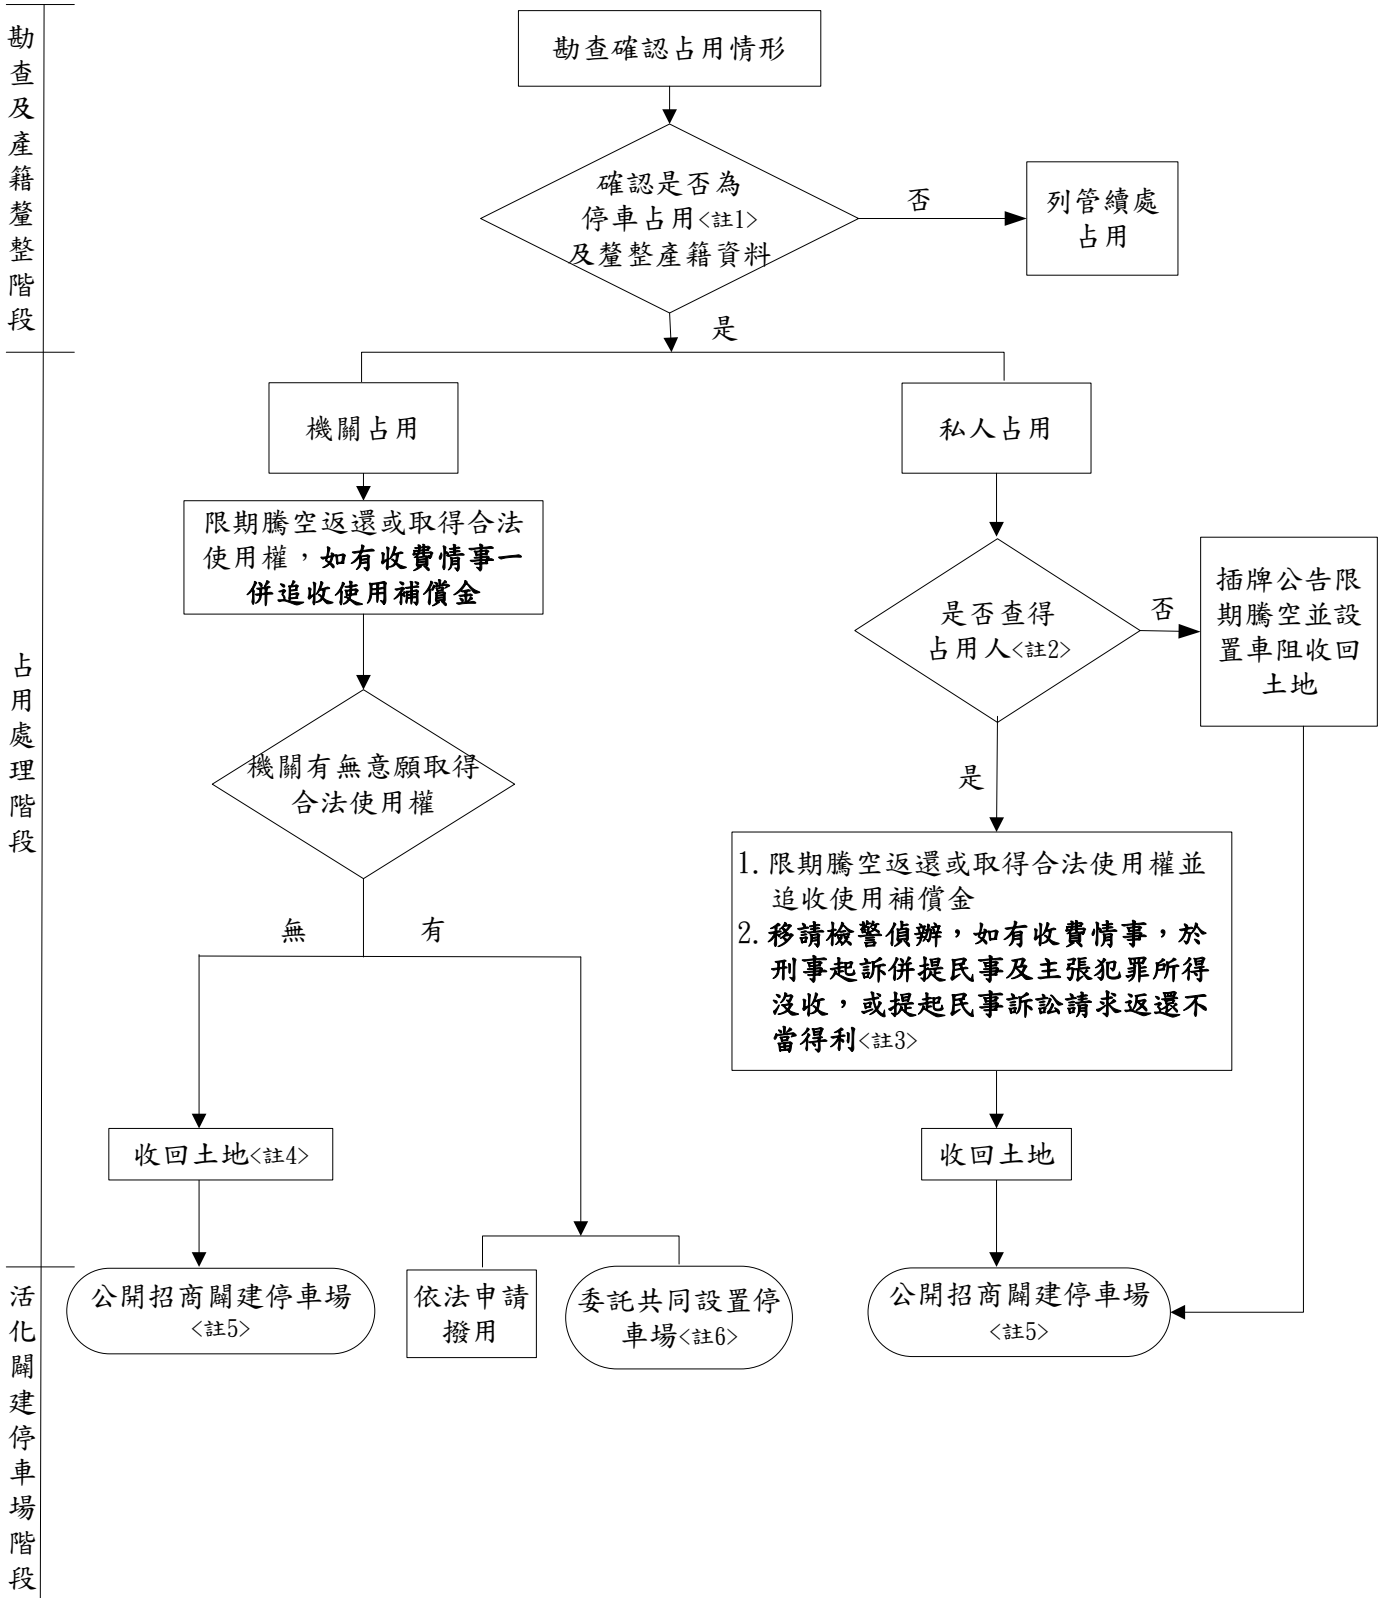 勘查及產籍釐整階段
勘查確認占用情形
確認是否為
停車占用<註1>
及釐整產籍資料
否
列管續處
占用
是
占用處理階段
機關占用
私人占用
限期騰空返還或取得合法
使用權，如有收費情事一
併追收使用補償金
是否查得
占用人<註2>
否
插牌公告限
期騰空並設
置車阻收回
土地
機關有無意願取得
合法使用權
是
1.限期騰空返還或取得合法使用權並
追收使用補償金
2.移請檢警偵辦，如有收費情事，於
刑事起訴併提民事及主張犯罪所得
沒收，或提起民事訴訟請求返還不
當得利<註3>
無
有
收回土地<註4>
收回土地
活化闢建停車場階段
公開招商闢建停車場
<註5>
依法申請
撥用
委託共同設置停
車場<註6>
公開招商闢建停車場
<註5>